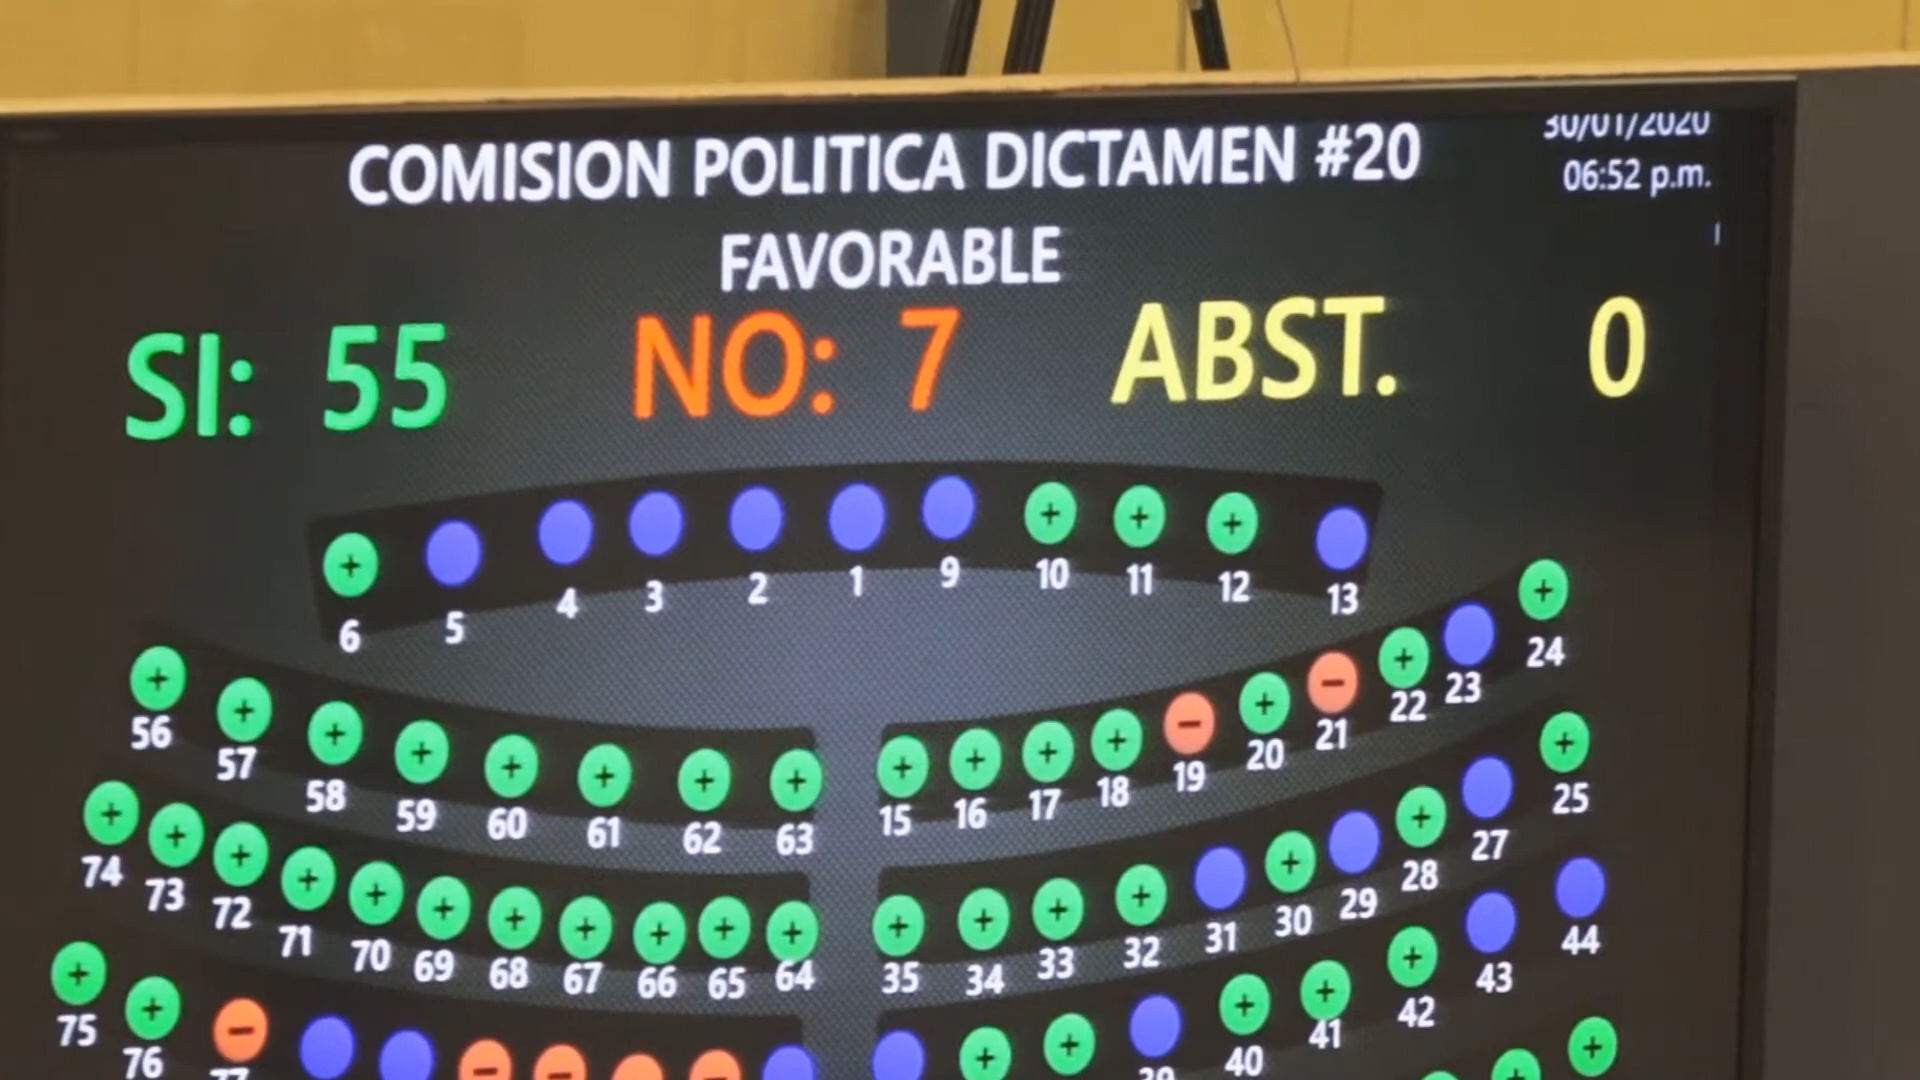 COMISION POLITICA DICTAMEN #20
30/01/2020
06:52 p.m.
FAVORABLE
SI: 55 NO: 7 ABST. 0
6 5 4 3 2 1 9 10 11 12 13
56 57 58 59 60 61 62 63 15 16 17 18 19 20 21 22 23 24
74 73 72 71 70 69 68 67 66 65 64 35 34 33 32 31 30 29 28 27 25
75 76 77 39 40 41 42 43 44